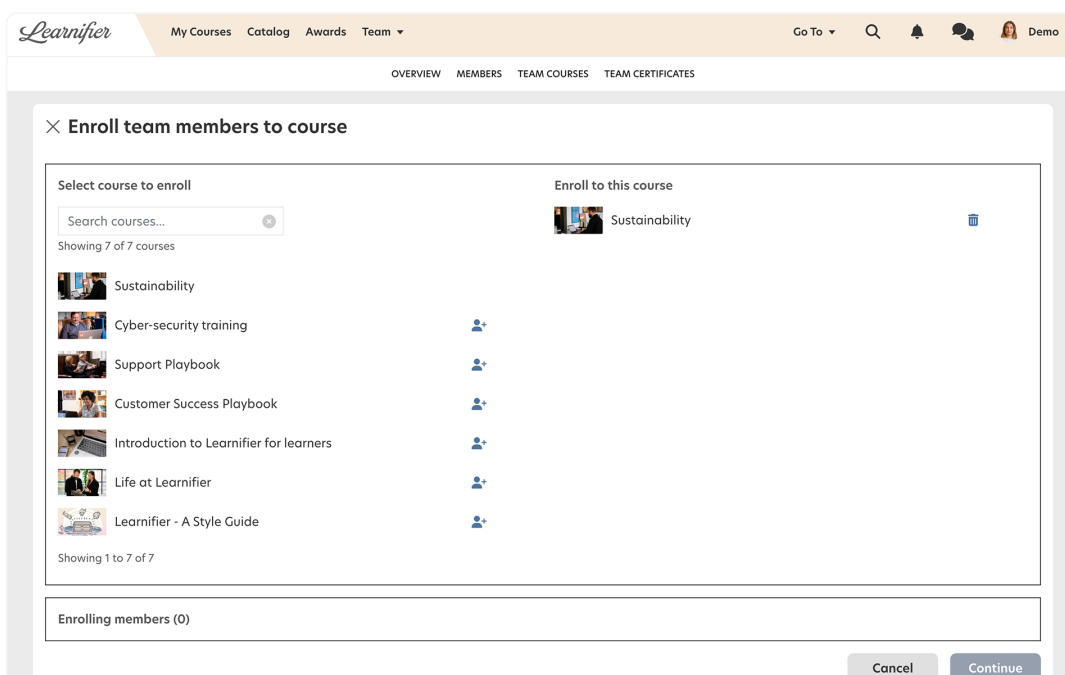 Learnifier
My Courses Catalog Awards Team
Go To
Demo
OVERVIEW MEMBERS TEAM COURSES TEAM CERTIFICATES
Enroll team members to course
Select course to enroll
Search courses...
Showing 7 of 7 courses
Sustainability
Cyber-security training
Support Playbook
Customer Success Playbook
Introduction to Learnifier for learners
Life at Learnifier
Learnifier - A Style Guide
Showing 1 to 7 of 7
Enroll to this course
Sustainability
Enrolling members (0)
Cancel
Continue